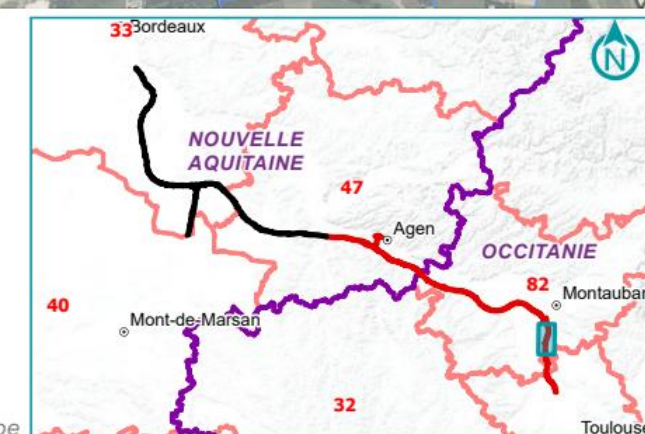 33 Bordeaux
N
NOUVELLE
AQUITAINE
47
Agen
OCCITANIE
82
Montauban
40
Mont-de-Marsan
32
Toulouse